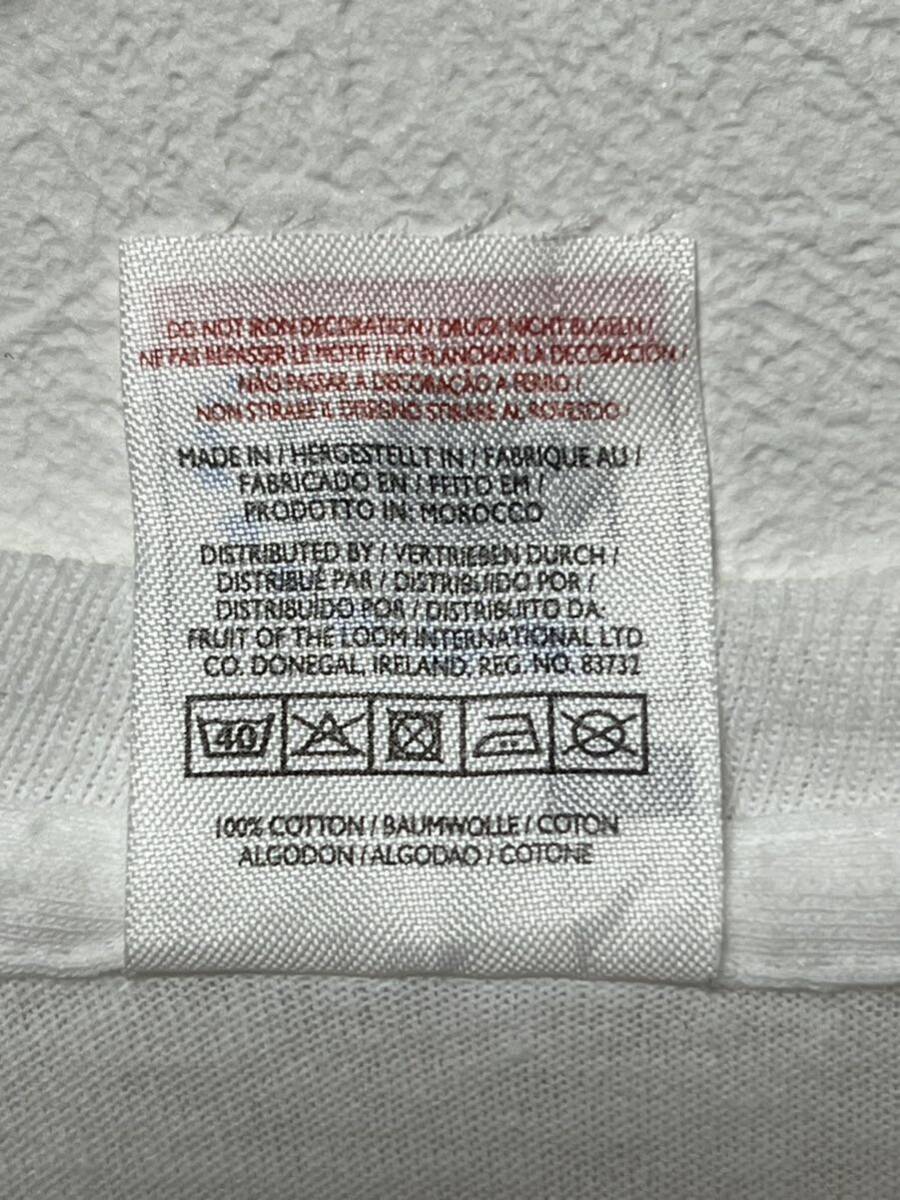 DO NOT IRON DECORATION / DRUCK NICHT BÜGELN /
NE PAS REPASSER LE MOTIF / NO PLANCHAR LA DECORACIÓN /
NÃO PASSAR A DECORAÇÃO A FERRO /
NON STIRARE IL DISEGNO STIRARE AL ROVESCIO /
MADE IN / HERGESTELLT IN / FABRIQUE AU /
FABRICADO EN / FEITO EM /
PRODOTTO IN: MOROCCO
DISTRIBUTED BY / VERTRIEBEN DURCH /
DISTRIBUÉ PAR / DISTRIBUIDO POR /
DISTRIBUIDO POR / DISTRIBUITO DA:
FRUIT OF THE LOOM INTERNATIONAL LTD.
CO. DONEGAL, IRELAND. REG. NO. 83732
40
100% COTTON / BAUMWOLLE / COTON
ALGODON / ALGODAO / COTONE